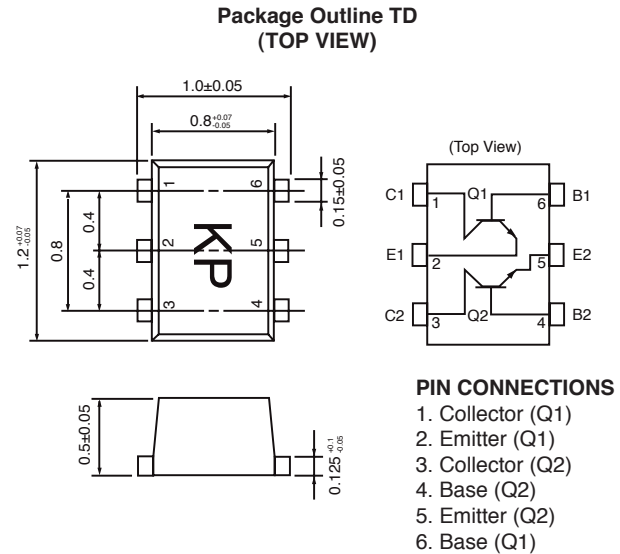 Package Outline TD
(TOP VIEW)
1.0±0.05
0.8 +0.07 -0.05
1.2 +0.07 -0.05
0.8
0.4
0.4
0.15±0.05
1
2
3
6
5
4
KP
(Top View)
C1
Q1
B1
1
6
E1
E2
2
5
C2
Q2
B2
3
4
0.5±0.05
0.125 +0.1 -0.05
PIN CONNECTIONS
1. Collector (Q1)
2. Emitter (Q1)
3. Collector (Q2)
4. Base (Q2)
5. Emitter (Q2)
6. Base (Q1)